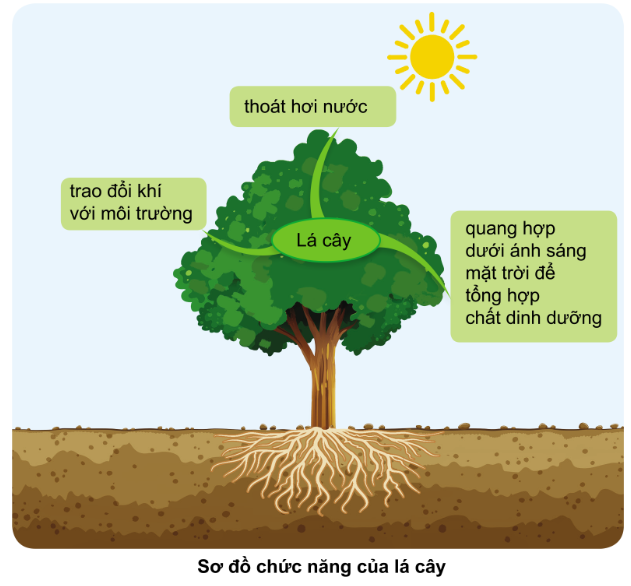 thoát hơi nước
trao đổi khí
với môi trường
Lá cây
quang hợp
dưới ánh sáng
mặt trời để
tổng hợp
chất dinh dưỡng
Sơ đồ chức năng của lá cây